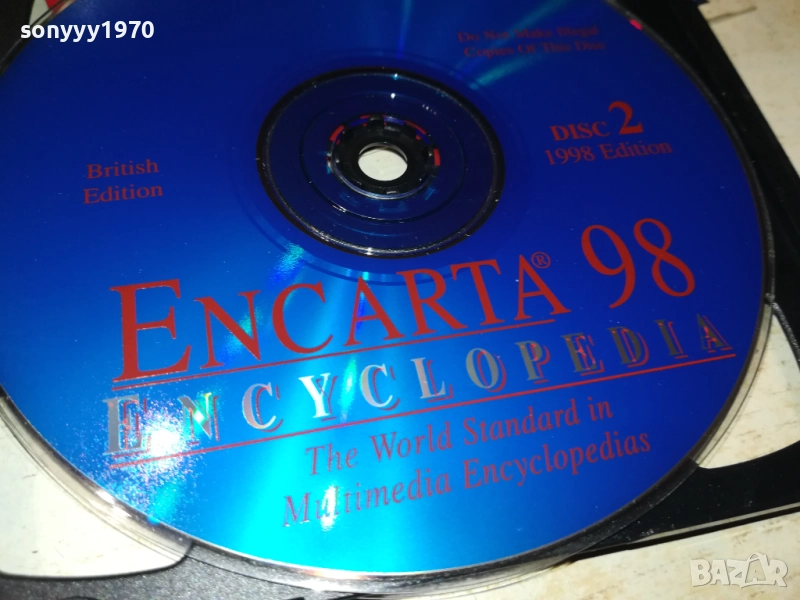 sonyyy1970
Do Not Make Illegal
Copies Of This Disc
DISC 2
1998 Edition
British
Edition
ENCARTA® 98
ENCYCLOPEDIA
The World Standard in
Multimedia Encyclopedias
BAZAR